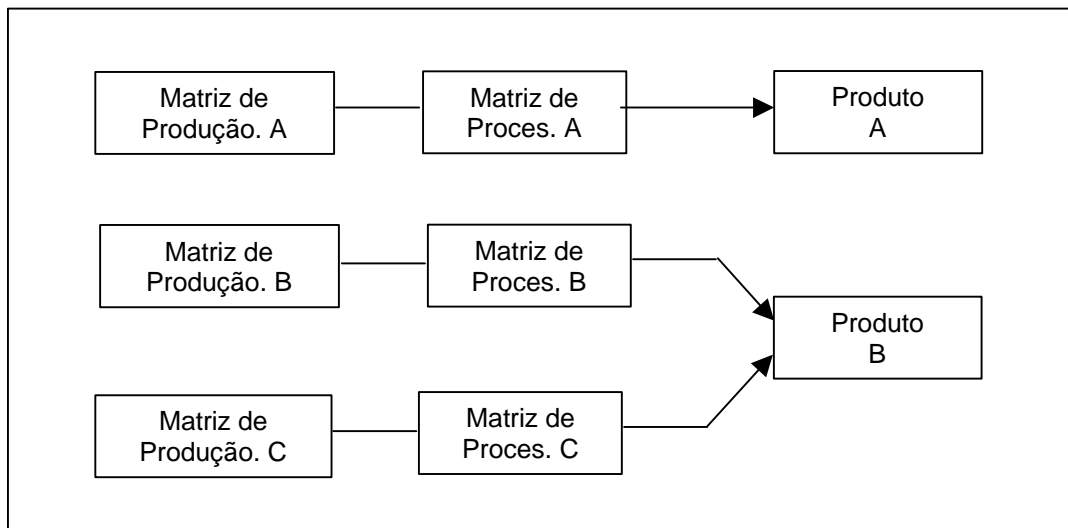 Matriz de
Produção. A
Matriz de
Proces. A
Produto
A
Matriz de
Produção. B
Matriz de
Proces. B
Produto
B
Matriz de
Produção. C
Matriz de
Proces. C